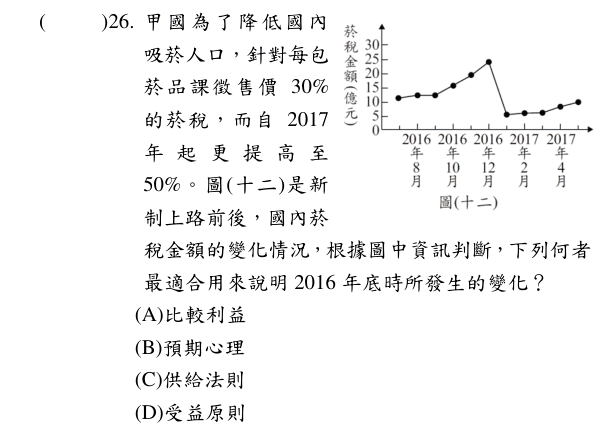 (　　)26. 甲國為了降低國內
吸菸人口，針對每包
菸品課徵售價 30%
的菸稅，而自 2017
年起更提高至
50%。圖(十二)是新
制上路前後，國內菸
稅金額的變化情況，根據圖中資訊判斷，下列何者
最適合用來說明 2016 年底時所發生的變化？
(A)比較利益
(B)預期心理
(C)供給法則
(D)受益原則
菸稅金額(億元)
30
25
20
15
10
5
0
2016年8月
2016年10月
2016年12月
2017年2月
2017年4月
圖(十二)